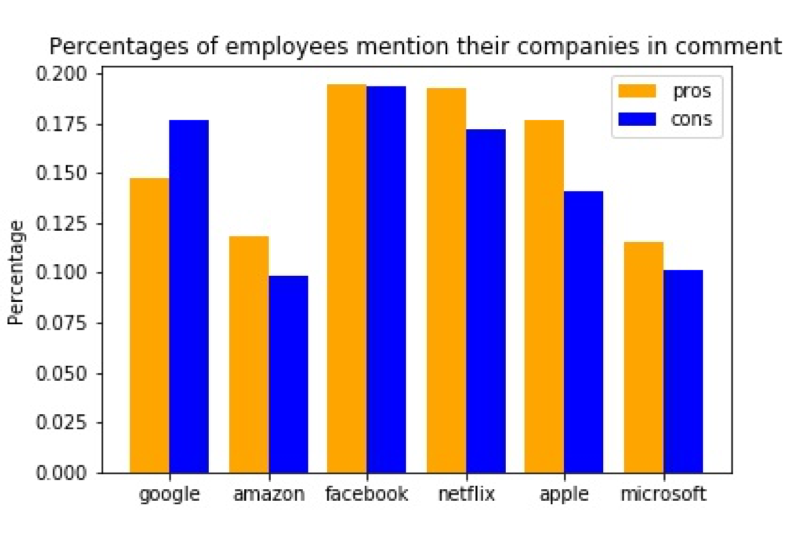 Percentages of employees mention their companies in comment
pros
cons
Percentage
0.200
0.175
0.150
0.125
0.100
0.075
0.050
0.025
0.000
google amazon facebook netflix apple microsoft